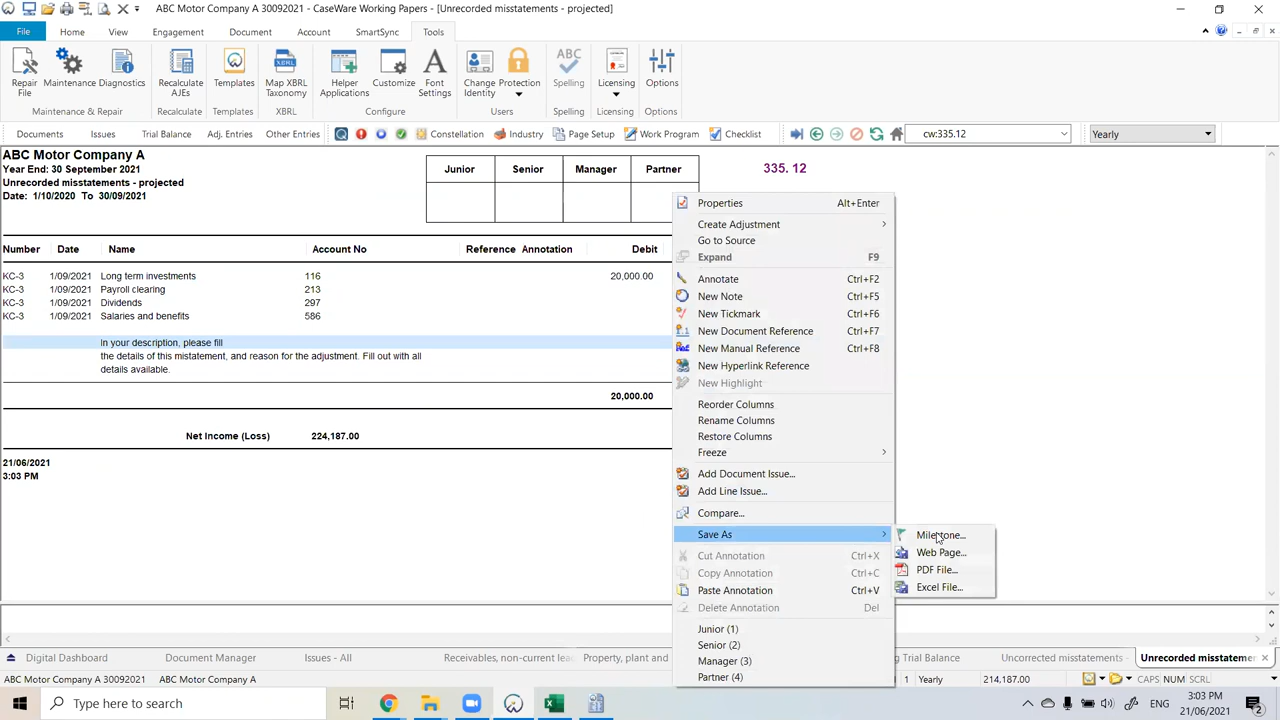 ABC Motor Company A 30092021 - CaseWare Working Papers - [Unrecorded misstatements - projected]
File Home View Engagement Document Account SmartSync Tools
Repair File Maintenance Diagnostics Recalculate AJEs Templates Map XBRL Taxonomy Helper Applications Customize Font Settings Change Identity Protection Spelling Licensing Options
Maintenance & Repair Recalculate Templates XBRL Configure Users Spelling Licensing Options
Documents Issues Trial Balance Adj. Entries Other Entries Constellation Industry Page Setup Work Program Checklist cw:335.12 Yearly
ABC Motor Company A
Year End: 30 September 2021
Unrecorded misstatements - projected
Date: 1/10/2020 To 30/09/2021
Junior Senior Manager Partner
335. 12
Number Date Name Account No Reference Annotation Debit
KC-3 1/09/2021 Long term investments 116 20,000.00
KC-3 1/09/2021 Payroll clearing 213
KC-3 1/09/2021 Dividends 297
KC-3 1/09/2021 Salaries and benefits 586
In your description, please fill
the details of this mistatement, and reason for the adjustment. Fill out with all
details available.
20,000.00
Net Income (Loss) 224,187.00
21/06/2021
3:03 PM
Properties Alt+Enter
Create Adjustment
Go to Source
Expand F9
Annotate Ctrl+F2
New Note Ctrl+F5
New Tickmark Ctrl+F6
New Document Reference Ctrl+F7
New Manual Reference Ctrl+F8
New Hyperlink Reference
New Highlight
Reorder Columns
Rename Columns
Restore Columns
Freeze
Add Document Issue...
Add Line Issue...
Compare...
Save As
Cut Annotation Ctrl+X
Copy Annotation Ctrl+C
Paste Annotation Ctrl+V
Delete Annotation Del
Junior (1)
Senior (2)
Manager (3)
Partner (4)
Milestone...
Web Page...
PDF File...
Excel File...
Digital Dashboard Document Manager Issues - All Receivables, non-current lea Property, plant and ng Trial Balance Uncorrected misstatements - Unrecorded misstatemen...
ABC Motor Company A 30092021 ABC Motor Company A 1 Yearly 214,187.00 CAPS NUM SCRL
Type here to search ENG 3:03 PM
21/06/2021 2